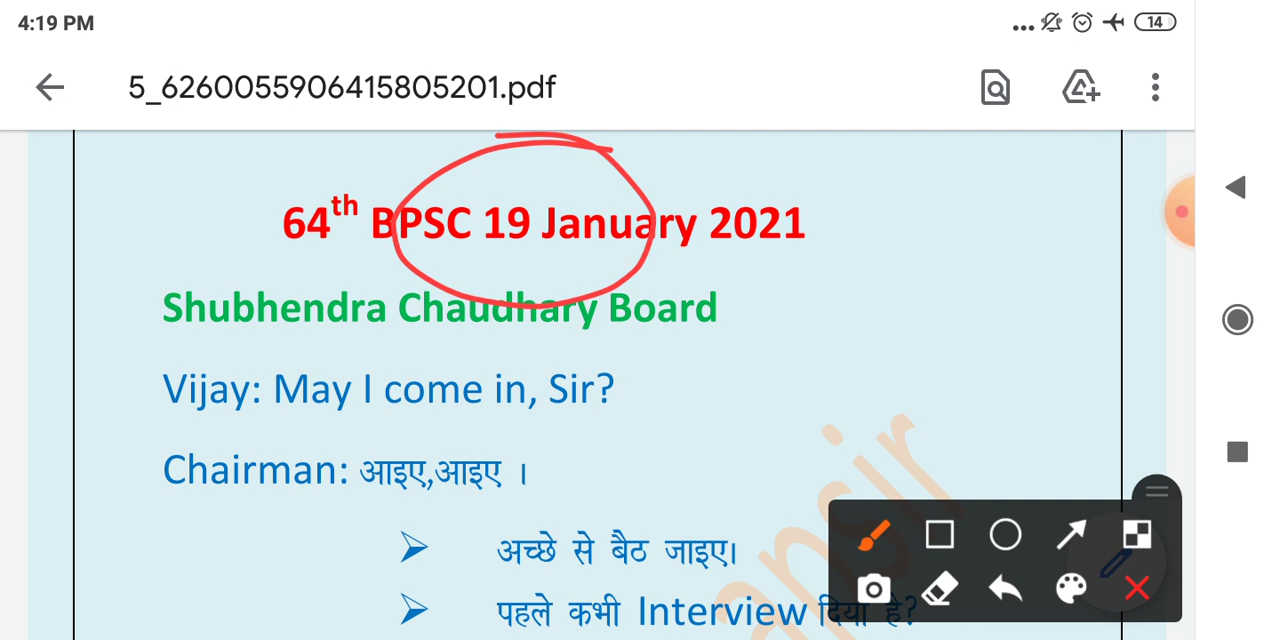 4:19 PM
14
5_6260055906415805201.pdf
64th BPSC 19 January 2021
Shubhendra Chaudhary Board
Vijay: May I come in, Sir?
Chairman: आइए,आइए ।
अच्छे से बैठ जाइए।
पहले कभी Interview दिया है?